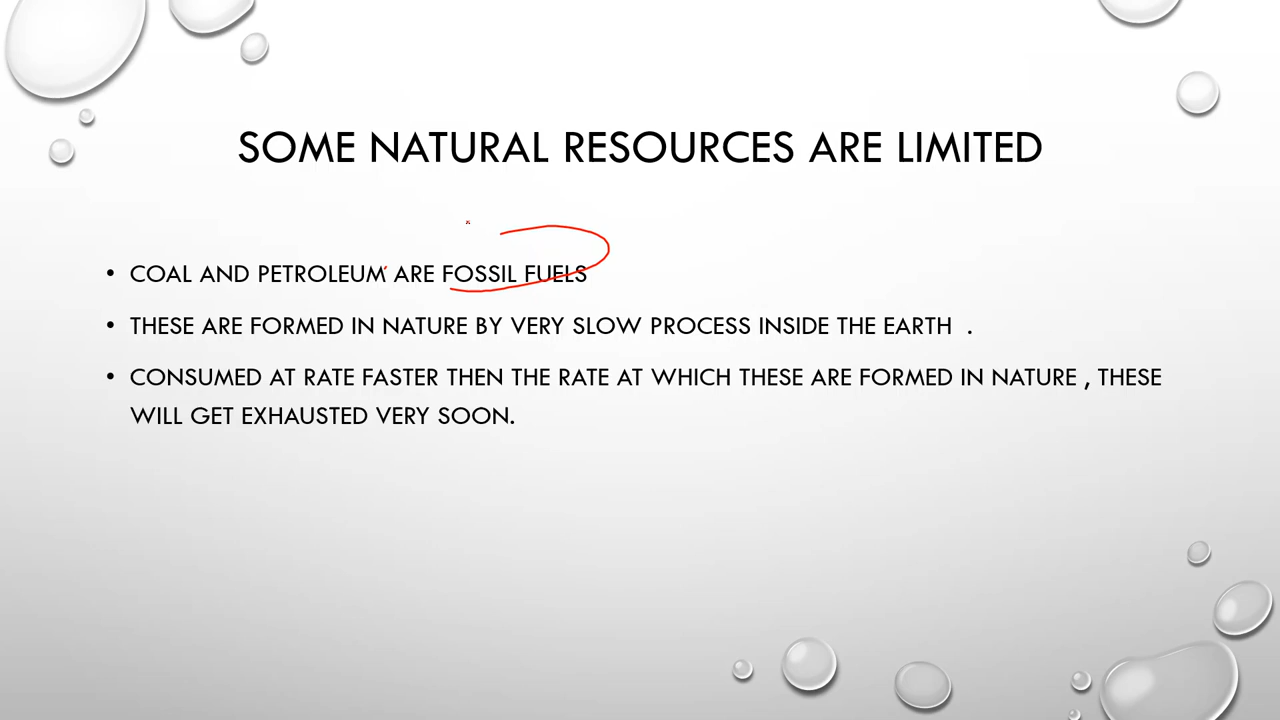 SOME NATURAL RESOURCES ARE LIMITED
• COAL AND PETROLEUM ARE FOSSIL FUELS
• THESE ARE FORMED IN NATURE BY VERY SLOW PROCESS INSIDE THE EARTH .
• CONSUMED AT RATE FASTER THEN THE RATE AT WHICH THESE ARE FORMED IN NATURE , THESE
WILL GET EXHAUSTED VERY SOON.